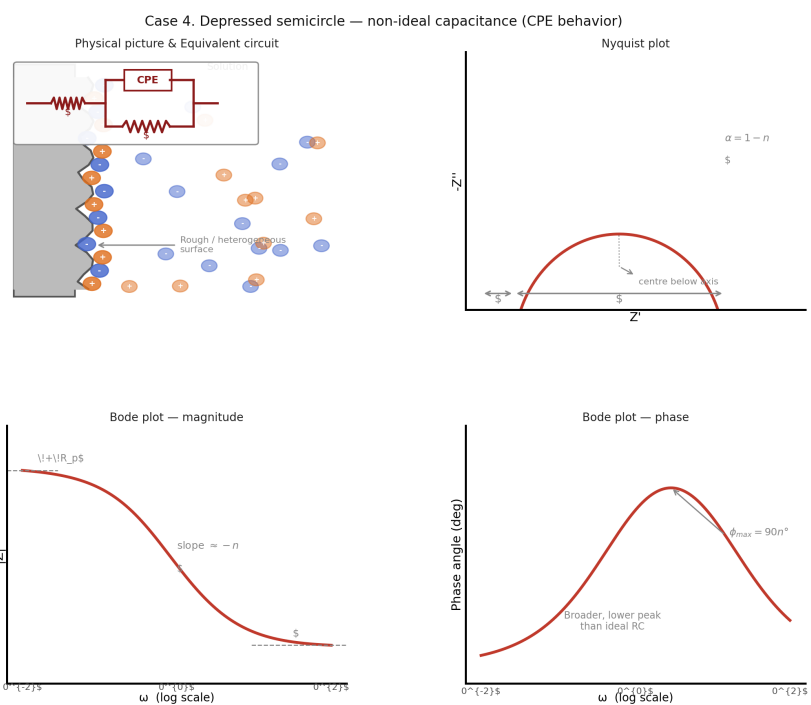 Case 4. Depressed semicircle — non-ideal capacitance (CPE behavior)
Physical picture & Equivalent circuit
Solution
CPE
$
$
Rough / heterogeneous
surface
Nyquist plot
-Z''
α = 1 − n
$
centre below axis
$
$
Z'
Bode plot — magnitude
|Z|
\!+\!R_p$
slope ≈ −n
$
$
0^{-2}$
0^{0}$
0^{2}$
ω (log scale)
Bode plot — phase
Phase angle (deg)
ϕmax = 90n°
Broader, lower peak
than ideal RC
0^{-2}$
0^{0}$
0^{2}$
ω (log scale)